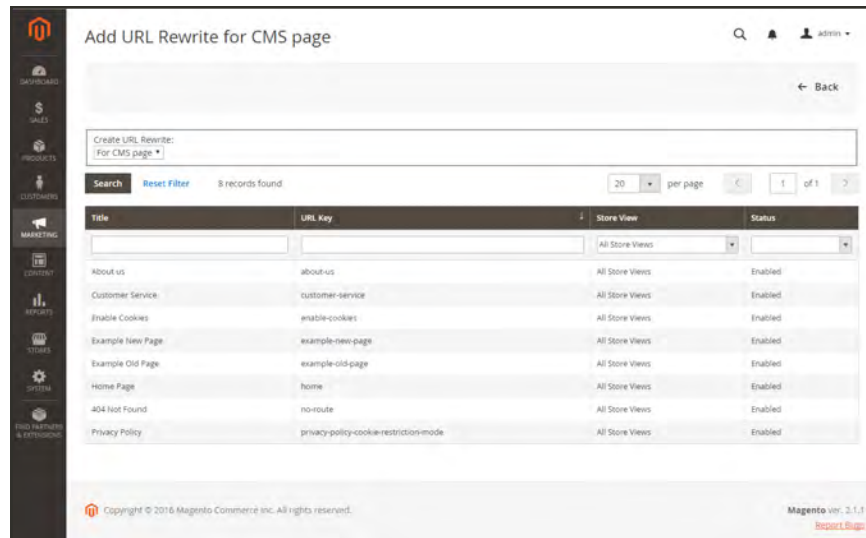 Add URL Rewrite for CMS page
admin
← Back
DASHBOARD
SALES
PRODUCTS
CUSTOMERS
MARKETING
CONTENT
REPORTS
STORES
SYSTEM
FIND PARTNERS
& EXTENSIONS
Create URL Rewrite:
For CMS page
Search Reset Filter 8 records found 20 per page 1 of 1
Title URL Key Store View Status
All Store Views
About us about-us All Store Views Enabled
Customer Service customer-service All Store Views Enabled
Enable Cookies enable-cookies All Store Views Enabled
Example New Page example-new-page All Store Views Enabled
Example Old Page example-old-page All Store Views Enabled
Home Page home All Store Views Enabled
404 Not Found no-route All Store Views Enabled
Privacy Policy privacy-policy-cookie-restriction-mode All Store Views Enabled
Copyright © 2016 Magento Commerce Inc. All rights reserved. Magento ver. 2.1.1
Report Bugs